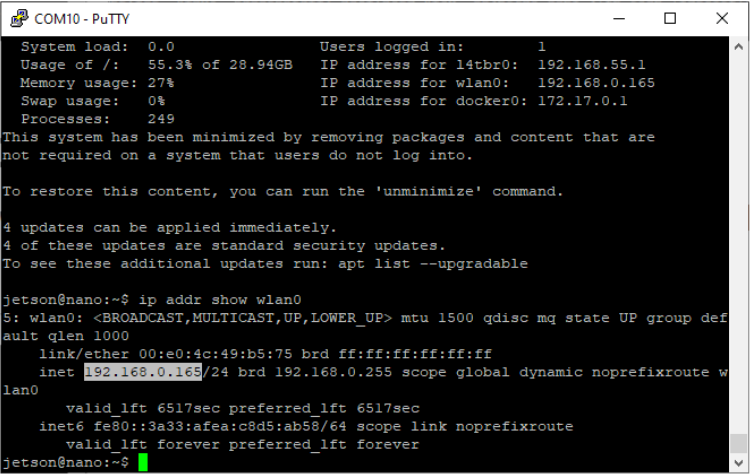 COM10 - PuTTY
System load: 0.0 Users logged in: 1
Usage of /: 55.3% of 28.94GB IP address for l4tbr0: 192.168.55.1
Memory usage: 27% IP address for wlan0: 192.168.0.165
Swap usage: 0% IP address for docker0: 172.17.0.1
Processes: 249
This system has been minimized by removing packages and content that are
not required on a system that users do not log into.
To restore this content, you can run the 'unminimize' command.
4 updates can be applied immediately.
4 of these updates are standard security updates.
To see these additional updates run: apt list --upgradable
jetson@nano:~$ ip addr show wlan0
5: wlan0: <BROADCAST,MULTICAST,UP,LOWER_UP> mtu 1500 qdisc mq state UP group def
ault qlen 1000
link/ether 00:e0:4c:49:b5:75 brd ff:ff:ff:ff:ff:ff
inet 192.168.0.165/24 brd 192.168.0.255 scope global dynamic noprefixroute w
lan0
valid_lft 6517sec preferred_lft 6517sec
inet6 fe80::3a33:afea:c8d5:ab58/64 scope link noprefixroute
valid_lft forever preferred_lft forever
jetson@nano:~$